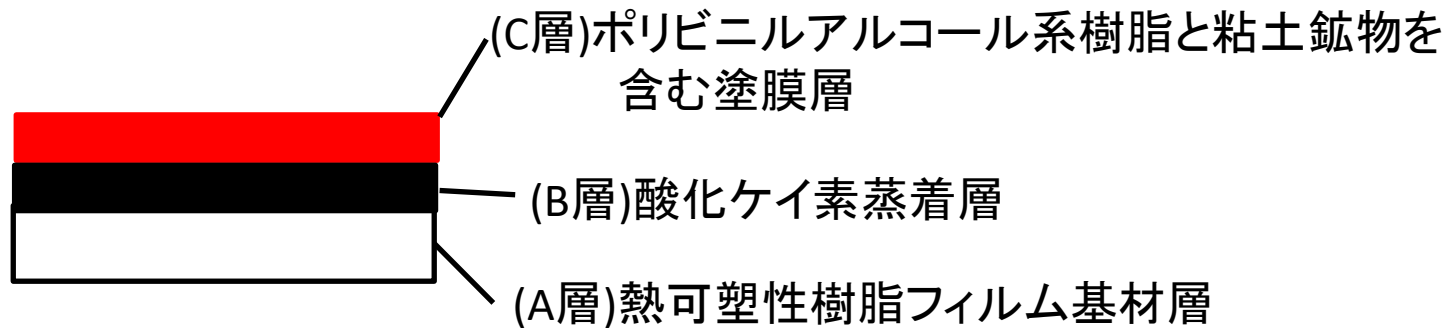 (C層)ポリビニルアルコール系樹脂と粘土鉱物を
含む塗膜層
(B層)酸化ケイ素蒸着層
(A層)熱可塑性樹脂フィルム基材層